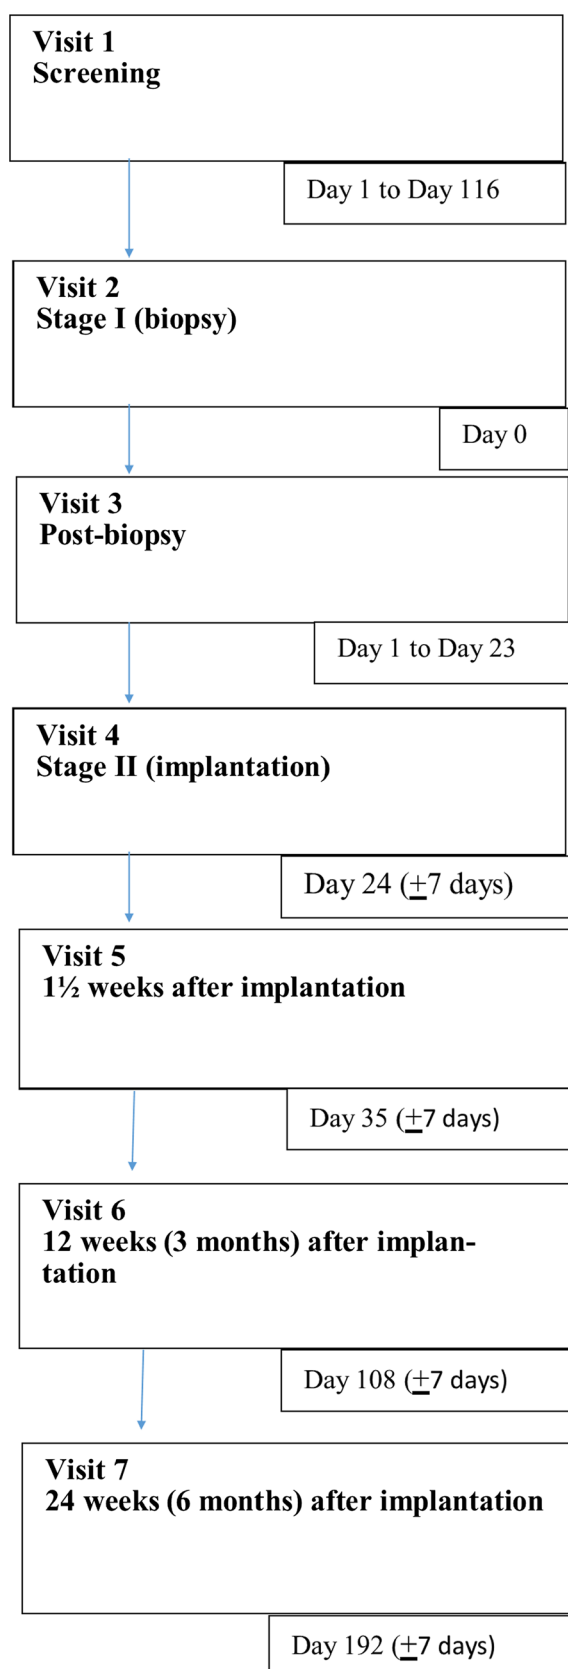 Visit 1
Screening
Day 1 to Day 116
Visit 2
Stage I (biopsy)
Day 0
Visit 3
Post-biopsy
Day 1 to Day 23
Visit 4
Stage II (implantation)
Day 24 (±7 days)
Visit 5
1½ weeks after implantation
Day 35 (±7 days)
Visit 6
12 weeks (3 months) after implan-
tation
Day 108 (±7 days)
Visit 7
24 weeks (6 months) after implantation
Day 192 (±7 days)